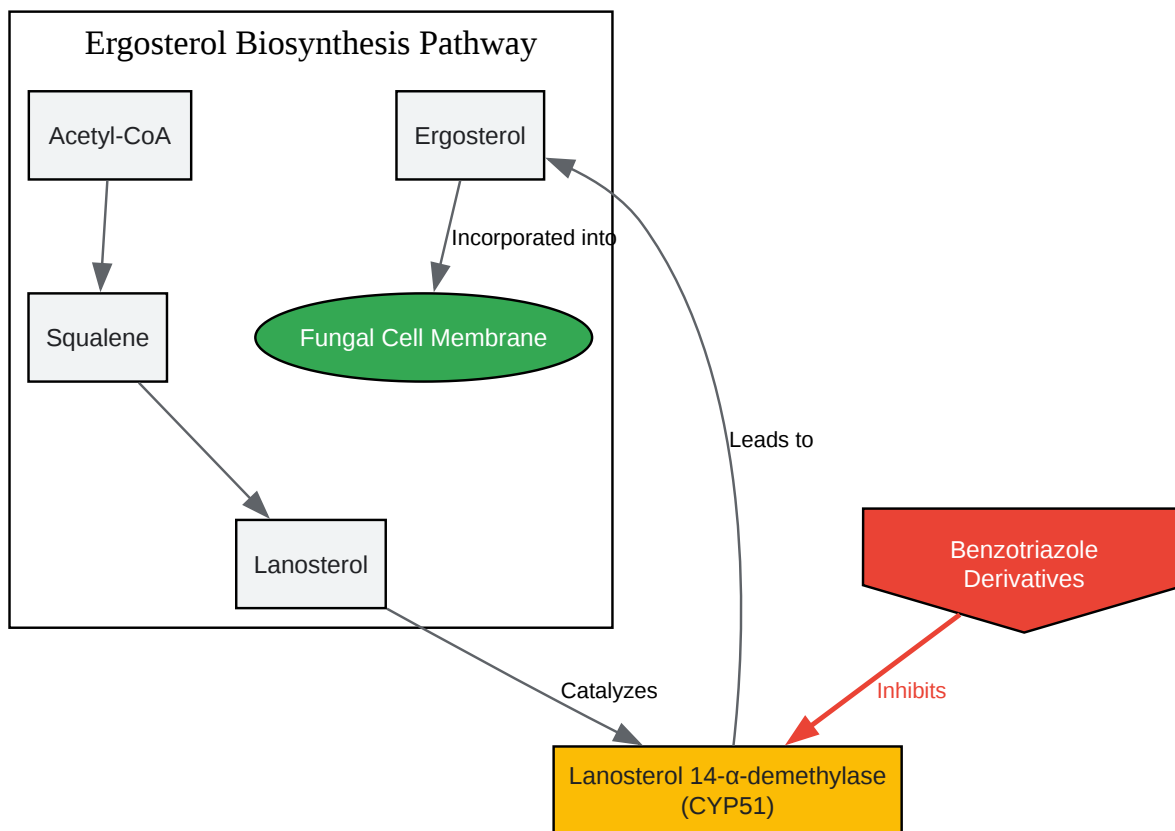 Ergosterol Biosynthesis Pathway
Acetyl-CoA
Ergosterol
Incorporated into
Squalene
Fungal Cell Membrane
Leads to
Lanosterol
Benzotriazole
Derivatives
Catalyzes
Inhibits
Lanosterol 14-α-demethylase
(CYP51)